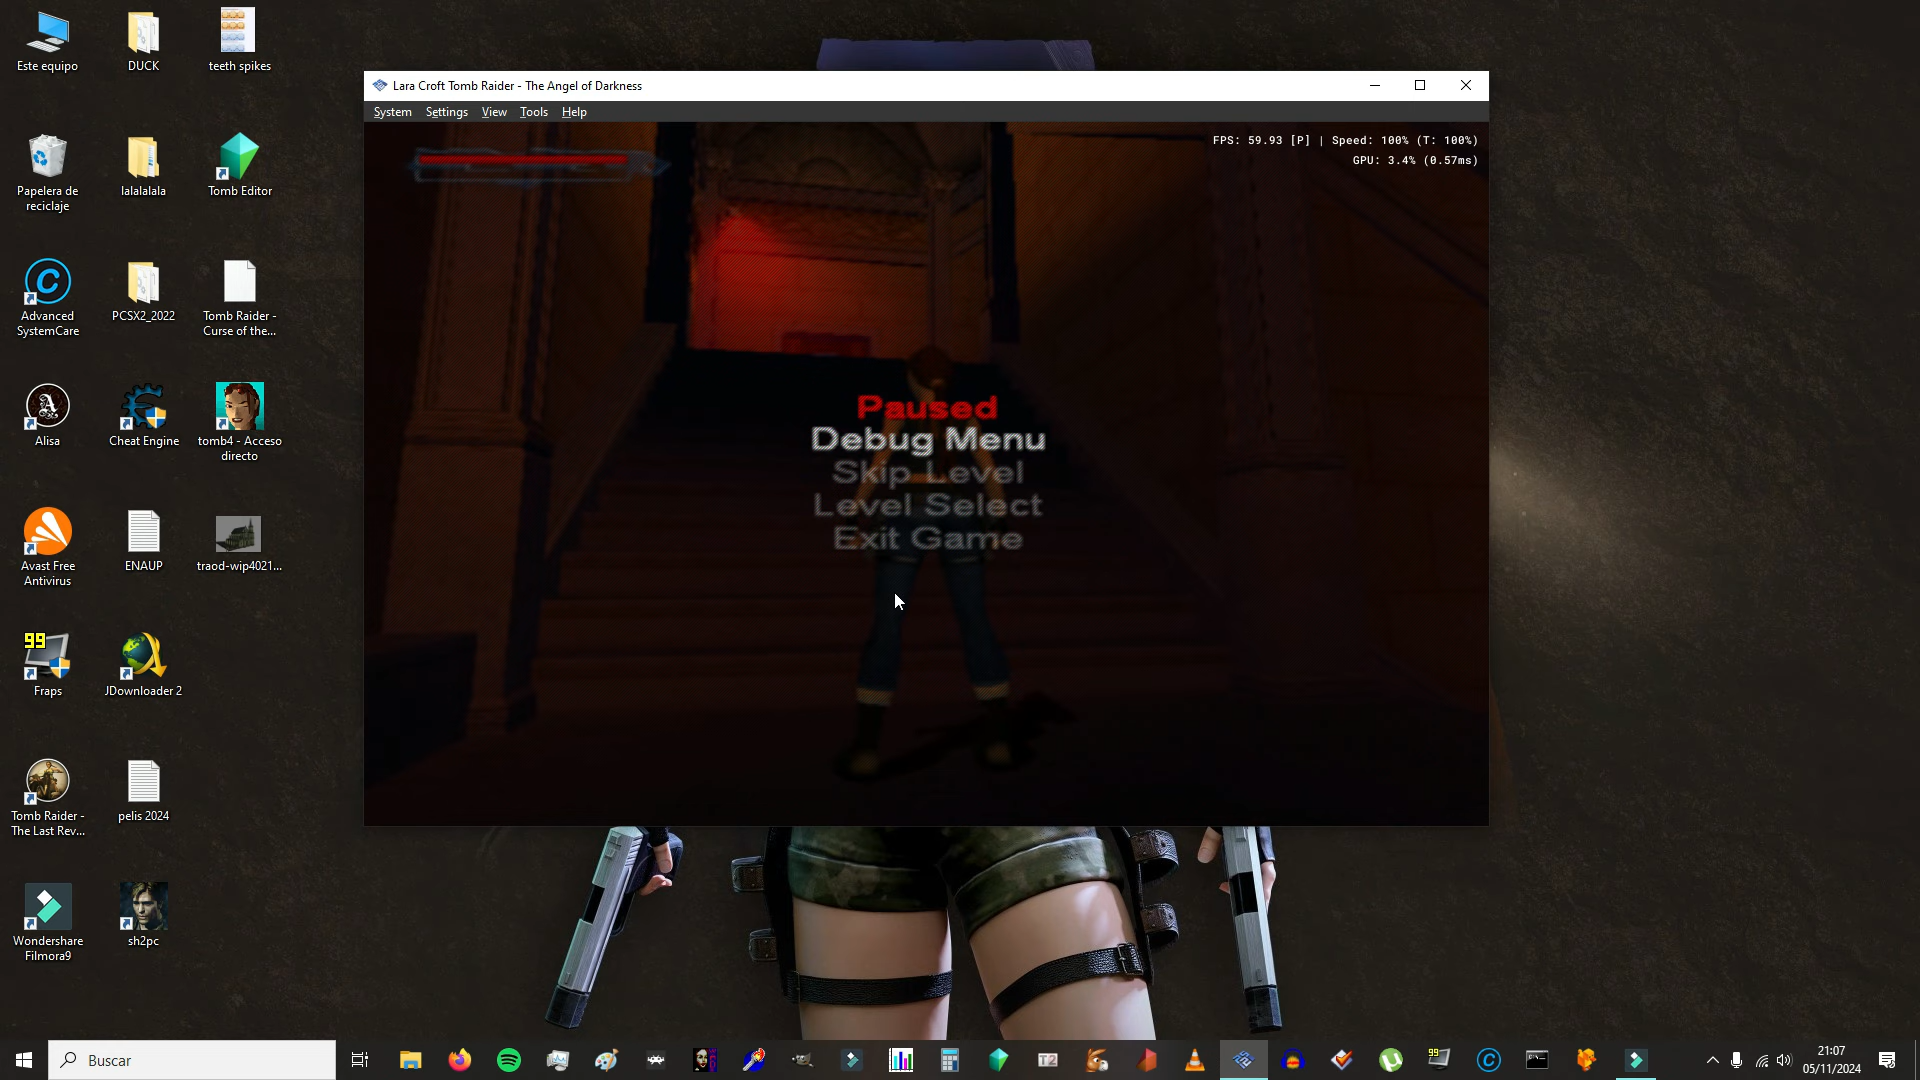 Este equipo
DUCK
teeth spikes
Papelera de
reciclaje
lalalalala
Tomb Editor
Advanced
SystemCare
PCSX2_2022
Tomb Raider -
Curse of the...
Alisa
Cheat Engine
tomb4 - Acceso
directo
Avast Free
Antivirus
ENAUP
traod-wip4021...
99
Fraps
JDownloader 2
Tomb Raider -
The Last Rev...
pelis 2024
Wondershare
Filmora9
sh2pc
Lara Croft Tomb Raider - The Angel of Darkness
System Settings View Tools Help
FPS: 59.93 [P] | Speed: 100% (T: 100%)
GPU: 3.4% (0.57ms)
Paused
Debug Menu
Skip Level
Level Select
Exit Game
Buscar
T2
99
21:07
05/11/2024